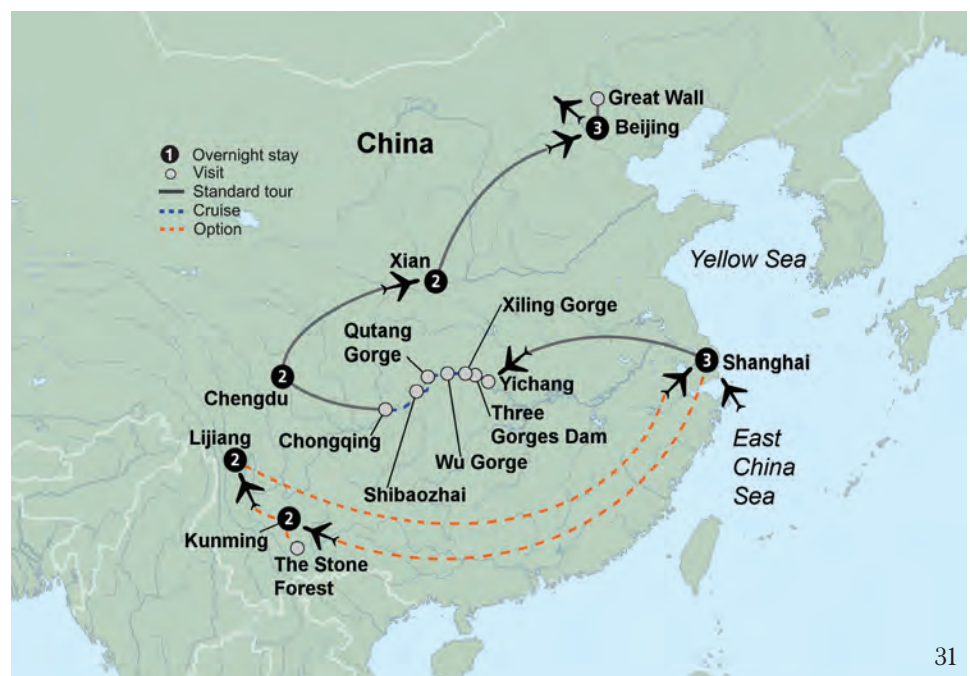 Great Wall
3
Beijing
China
1 Overnight stay
Visit
Standard tour
Cruise
Option
Xian
2
Yellow Sea
Xiling Gorge
Qutang
Gorge
3
Shanghai
2
Chengdu
Yichang
Three
Gorges Dam
Chongqing
Wu Gorge
Shibaozhai
East
China
Sea
Lijiang
2
2
Kunming
The Stone
Forest
31